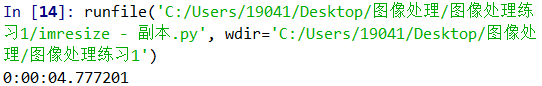 In [14]: runfile('C:/Users/19041/Desktop/图像处理/图像处理练
习1/imresize - 副本.py', wdir='C:/Users/19041/Desktop/图像处
理/图像处理练习1')
0:00:04.777201